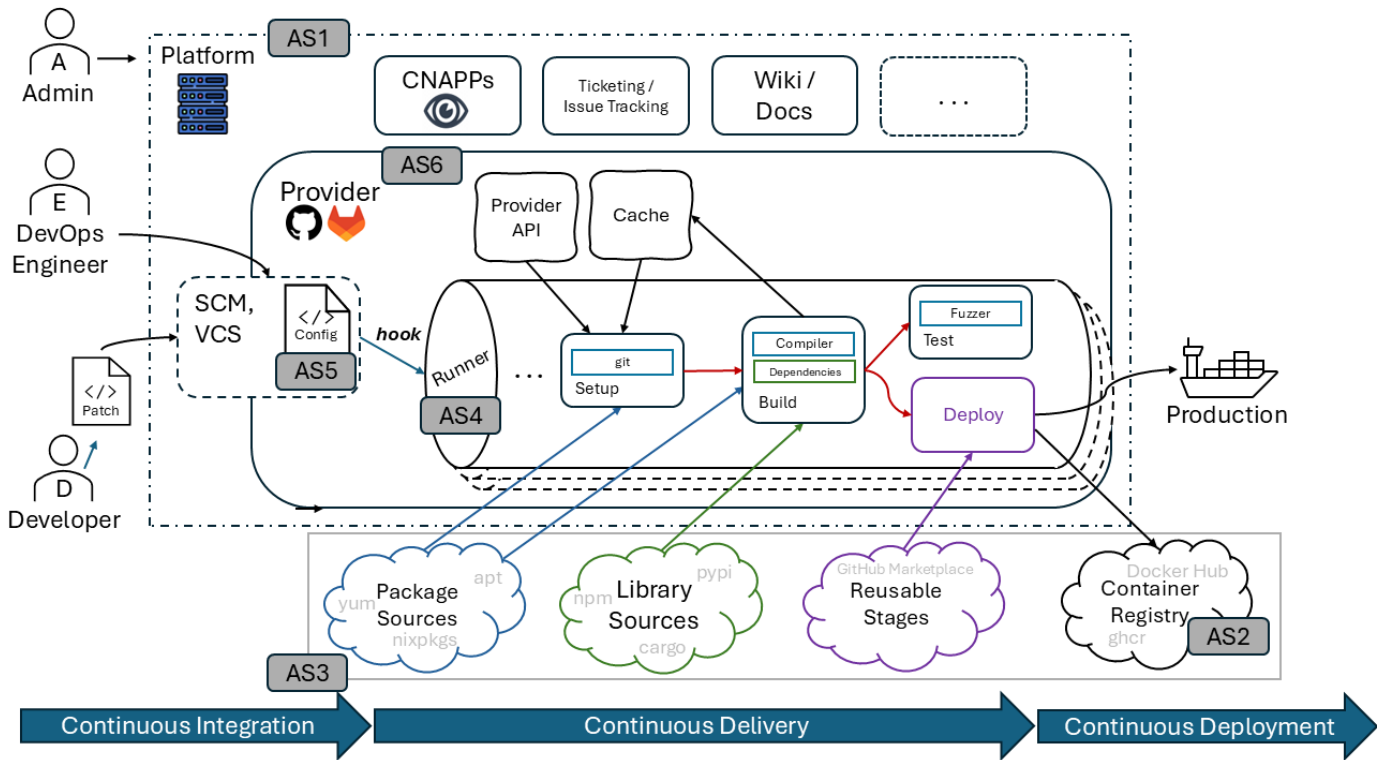 AS1
A
Admin
Platform
CNAPPs
Ticketing /
Issue Tracking
Wiki /
Docs
...
AS6
E
DevOps
Engineer
Provider
Provider
API
Cache
SCM,
VCS
</>
Config
AS5
hook
Runner
AS4
...
git
Setup
Compiler
Dependencies
Build
Fuzzer
Test
Deploy
Production
</>
Patch
D
Developer
Package
Sources
apt
yum
nixpkgs
Library
Sources
pypi
npm
cargo
GitHub Marketplace
Reusable
Stages
Docker Hub
Container
Registry
ghcr
AS2
AS3
Continuous Integration
Continuous Delivery
Continuous Deployment